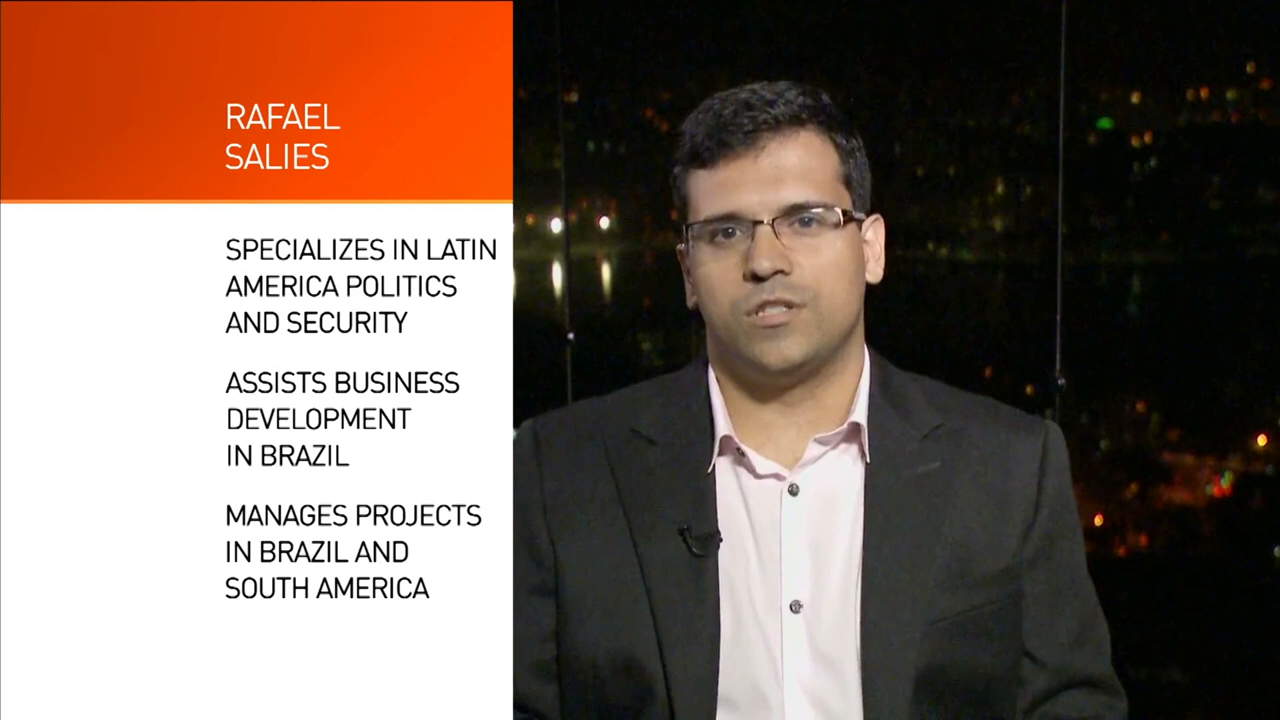 RAFAEL
SALIES
SPECIALIZES IN LATIN
AMERICA POLITICS
AND SECURITY
ASSISTS BUSINESS
DEVELOPMENT
IN BRAZIL
MANAGES PROJECTS
IN BRAZIL AND
SOUTH AMERICA